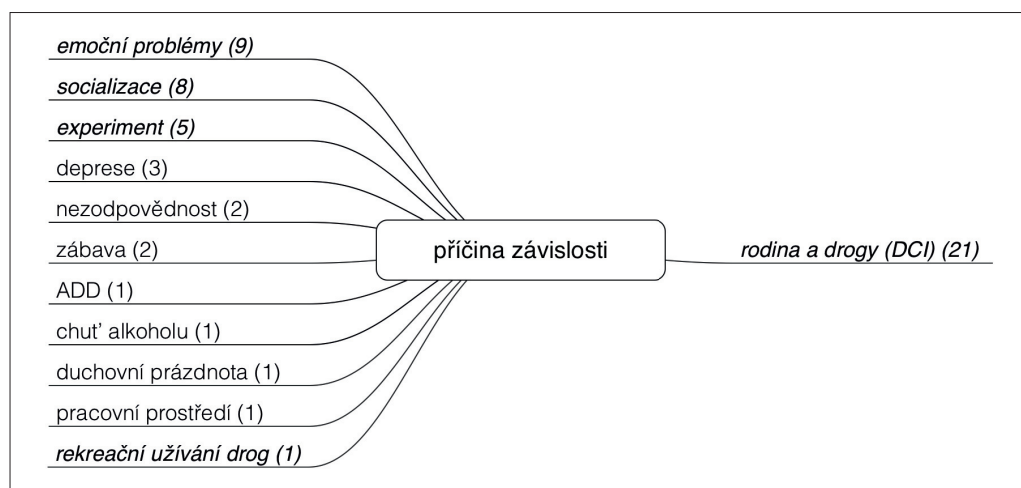 emoční problémy (9)
socializace (8)
experiment (5)
deprese (3)
nezodpovědnost (2)
zábava (2)
ADD (1)
chuť alkoholu (1)
duchovní prázdnota (1)
pracovní prostředí (1)
rekreační užívání drog (1)
příčina závislosti
rodina a drogy (DCI) (21)